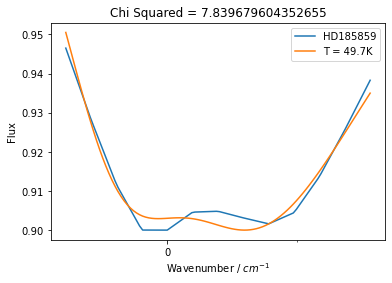 Chi Squared = 7.839679604352655
HD185859
T = 49.7K
0.95
0.94
0.93
0.92
0.91
0.90
Flux
0
Wavenumber / cm⁻¹